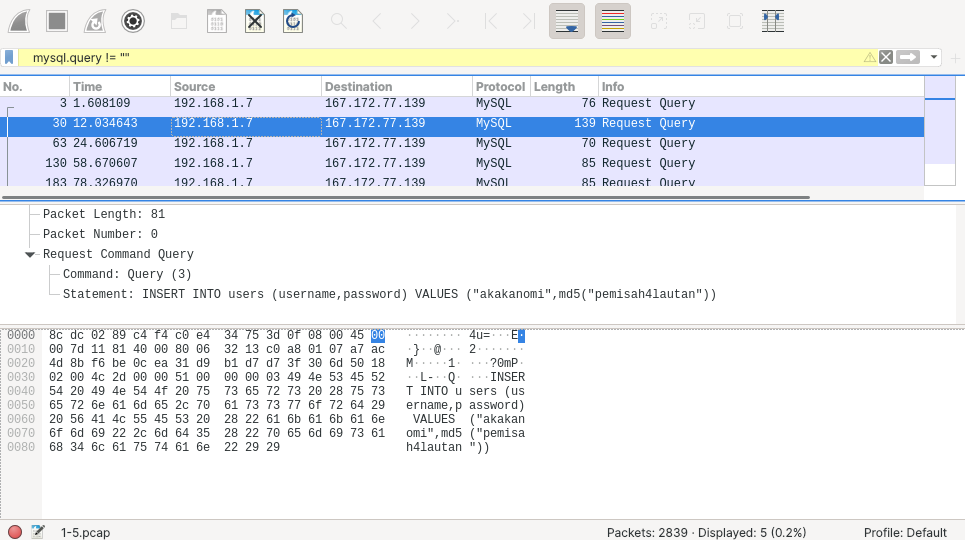 mysql.query != ""
No. Time Source Destination Protocol Length Info
3 1.608109 192.168.1.7 167.172.77.139 MySQL 76 Request Query
30 12.034643 192.168.1.7 167.172.77.139 MySQL 139 Request Query
63 24.606719 192.168.1.7 167.172.77.139 MySQL 70 Request Query
130 58.670607 192.168.1.7 167.172.77.139 MySQL 85 Request Query
183 78.326970 192.168.1.7 167.172.77.139 MySQL 85 Request Query
Packet Length: 81
Packet Number: 0
Request Command Query
Command: Query (3)
Statement: INSERT INTO users (username,password) VALUES ("akakanomi",md5("pemisah4lautan"))
0000 8c dc 02 89 c4 f4 c0 e4 34 75 3d 0f 08 00 45 00 ········ 4u=···E·
0010 00 7d 11 81 40 00 80 06 32 13 c0 a8 01 07 a7 ac ·}··@··· 2·······
0020 4d 8b f6 be 0c ea 31 d9 b1 d7 d7 3f 30 6d 50 18 M·····1· ···?0mP·
0030 02 00 4c 2d 00 00 51 00 00 00 03 49 4e 53 45 52 ··L-··Q· ···INSER
0040 54 20 49 4e 54 4f 20 75 73 65 72 73 20 28 75 73 T INTO u sers (us
0050 65 72 6e 61 6d 65 2c 70 61 73 73 77 6f 72 64 29 ername,p assword)
0060 20 56 41 4c 55 45 53 20 28 22 61 6b 61 6b 61 6e VALUES ("akakan
0070 6f 6d 69 22 2c 6d 64 35 28 22 70 65 6d 69 73 61 omi",md5 ("pemisa
0080 68 34 6c 61 75 74 61 6e 22 29 29 h4lautan "))
1-5.pcap Packets: 2839 · Displayed: 5 (0.2%) Profile: Default